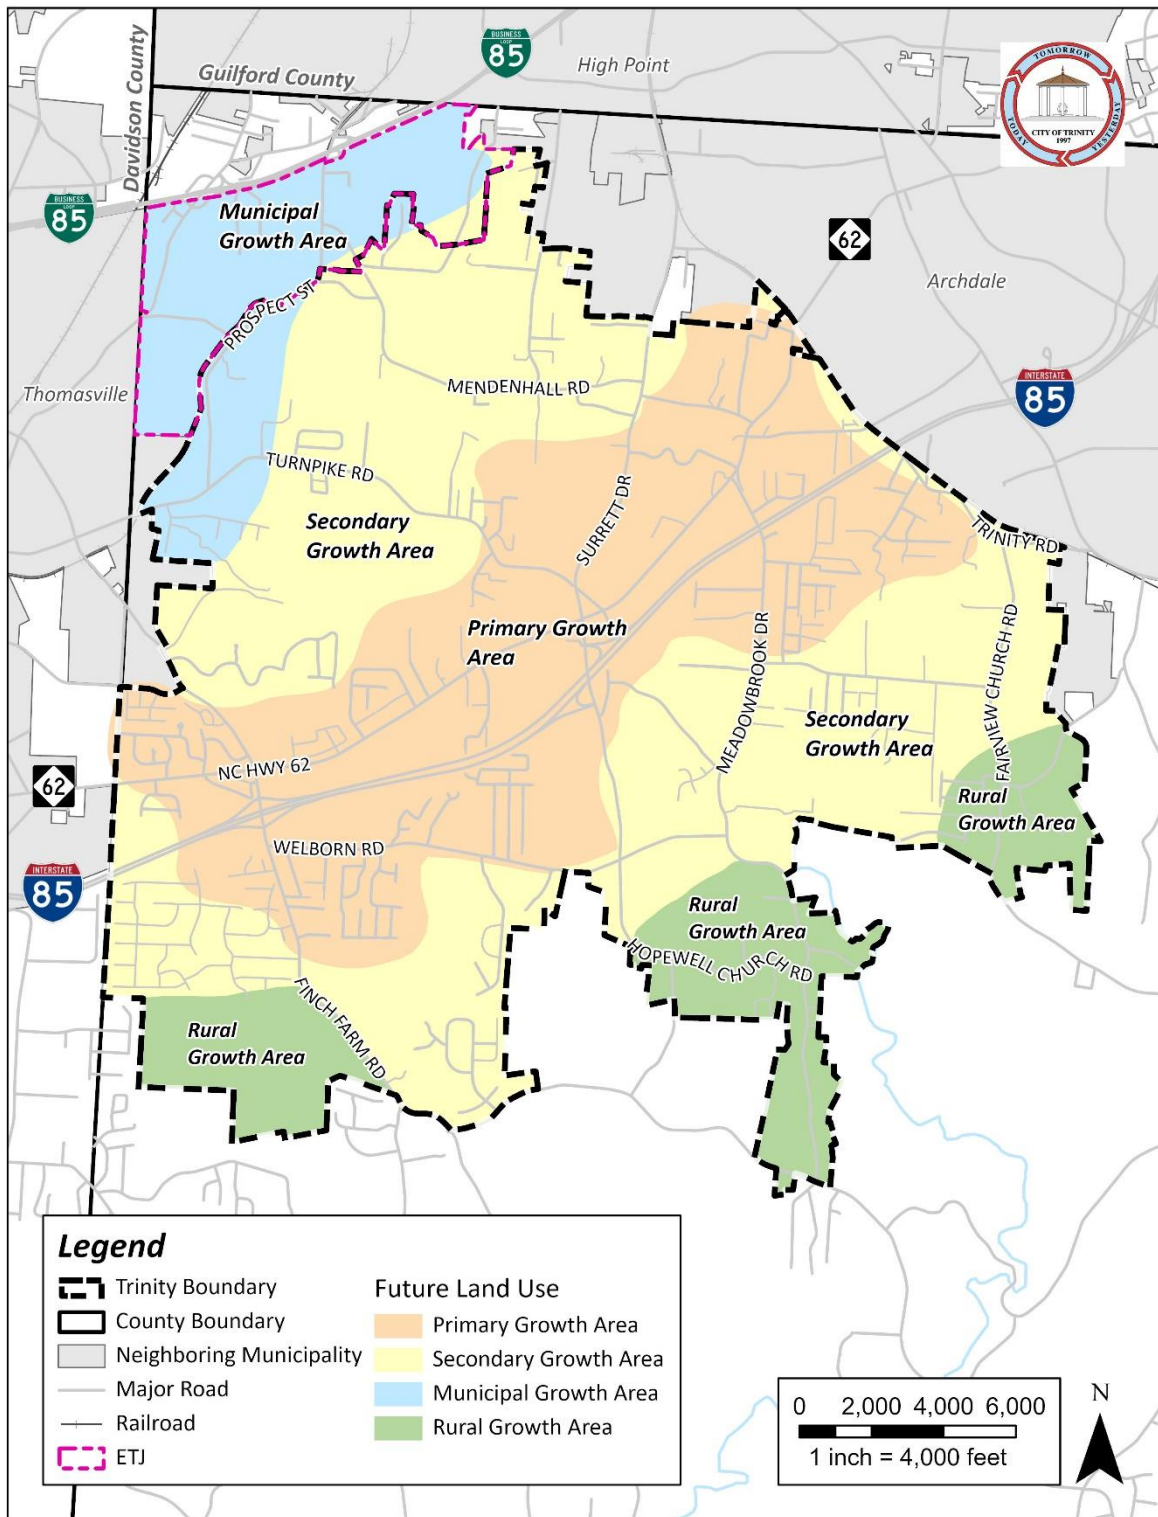 BUSINESS
LOOP
85
High Point
Guilford County
Davidson County
TOMORROW
TODAY
YESTERDAY
CITY OF TRINITY
1997
BUSINESS
LOOP
85
Municipal
Growth Area
62
Archdale
PROSPECT ST
Thomasville
MENDENHALL RD
INTERSTATE
85
TURNPIKE RD
SURRETT DR
Secondary
Growth Area
TRINITY RD
Primary Growth
Area
MEADOWBROOK DR
FAIRVIEW CHURCH RD
Secondary
Growth Area
NC HWY 62
62
Rural
Growth Area
WELBORN RD
INTERSTATE
85
Rural
Growth Area
HOPEWELL CHURCH RD
FINCH FARM RD
Rural
Growth Area
Legend
Trinity Boundary
County Boundary
Neighboring Municipality
Major Road
Railroad
ETJ
Future Land Use
Primary Growth Area
Secondary Growth Area
Municipal Growth Area
Rural Growth Area
0 2,000 4,000 6,000
1 inch = 4,000 feet
N